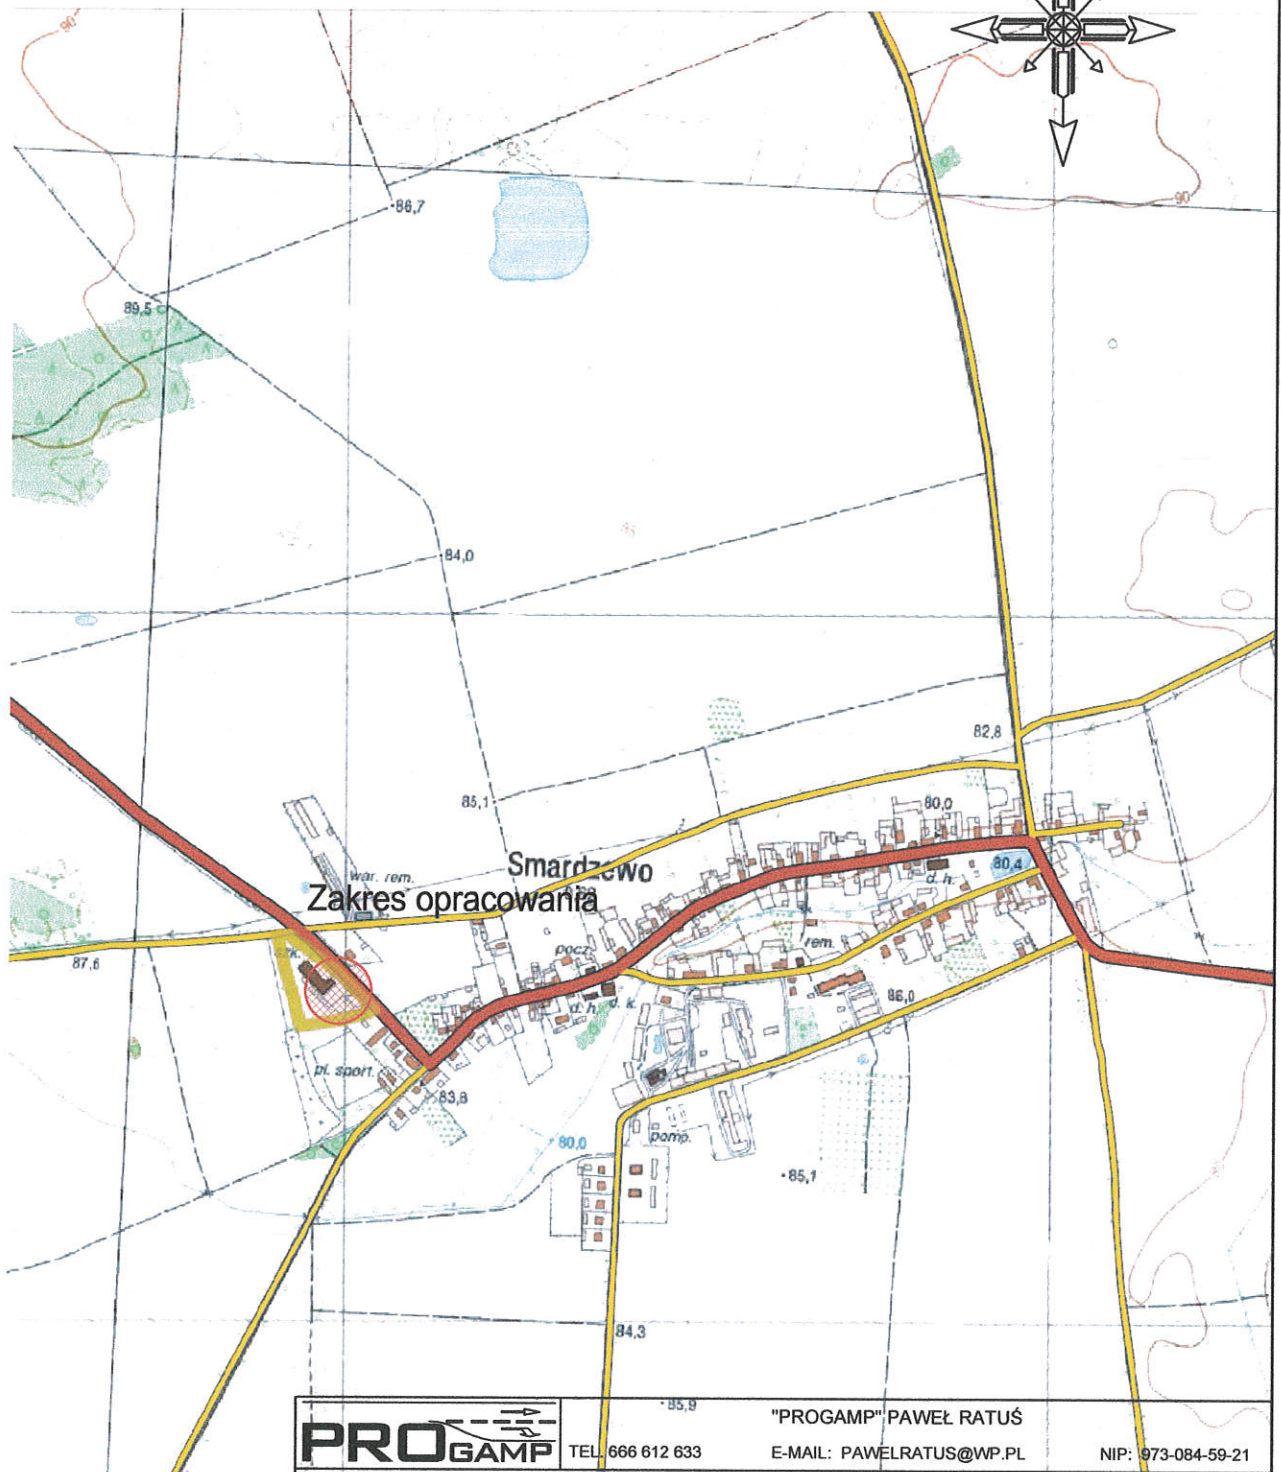 90
86,7
90
89,5
84,0
85
82,8
85,1
80,0
Smardzewo
80,4
war. rem.
d. h.
Zakres opracowania
87,6
szk.
pocz.
rem.
86,0
d. h.
d. k.
pl. sport.
83,8
80,0
pomp.
85,1
84,3
85,9
"PROGAMP" PAWEŁ RATUŚ
PROGAMP
TEL. 666 612 633
E-MAIL: PAWELRATUS@WP.PL
NIP: 973-084-59-21